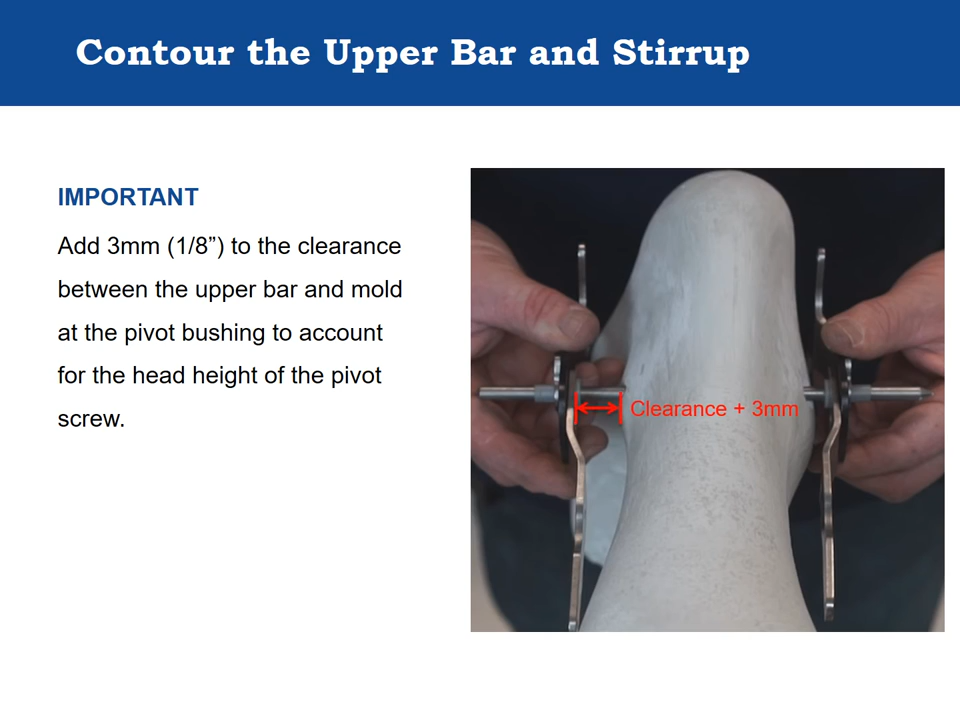 Contour the Upper Bar and Stirrup
IMPORTANT
Add 3mm (1/8”) to the clearance
between the upper bar and mold
at the pivot bushing to account
for the head height of the pivot
screw.
Clearance + 3mm